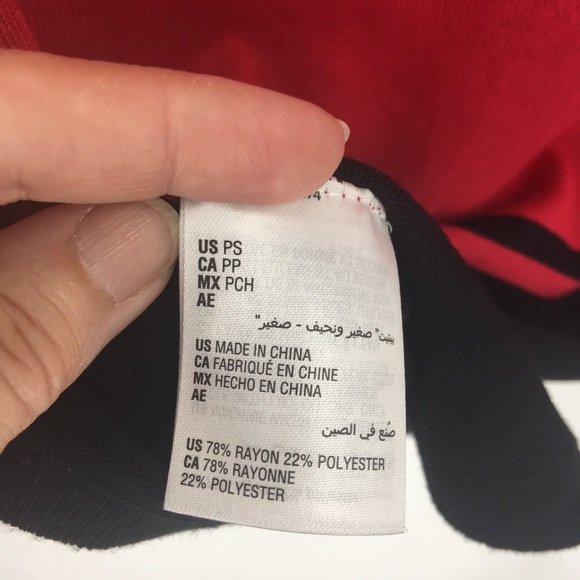 US PS
CA PP
MX PCH
AE
"بيتيت" صغير ونحيف - صغير
US MADE IN CHINA
CA FABRIQUÉ EN CHINE
MX HECHO EN CHINA
AE
صُنع في الصين
US 78% RAYON 22% POLYESTER
CA 78% RAYONNE
22% POLYESTER